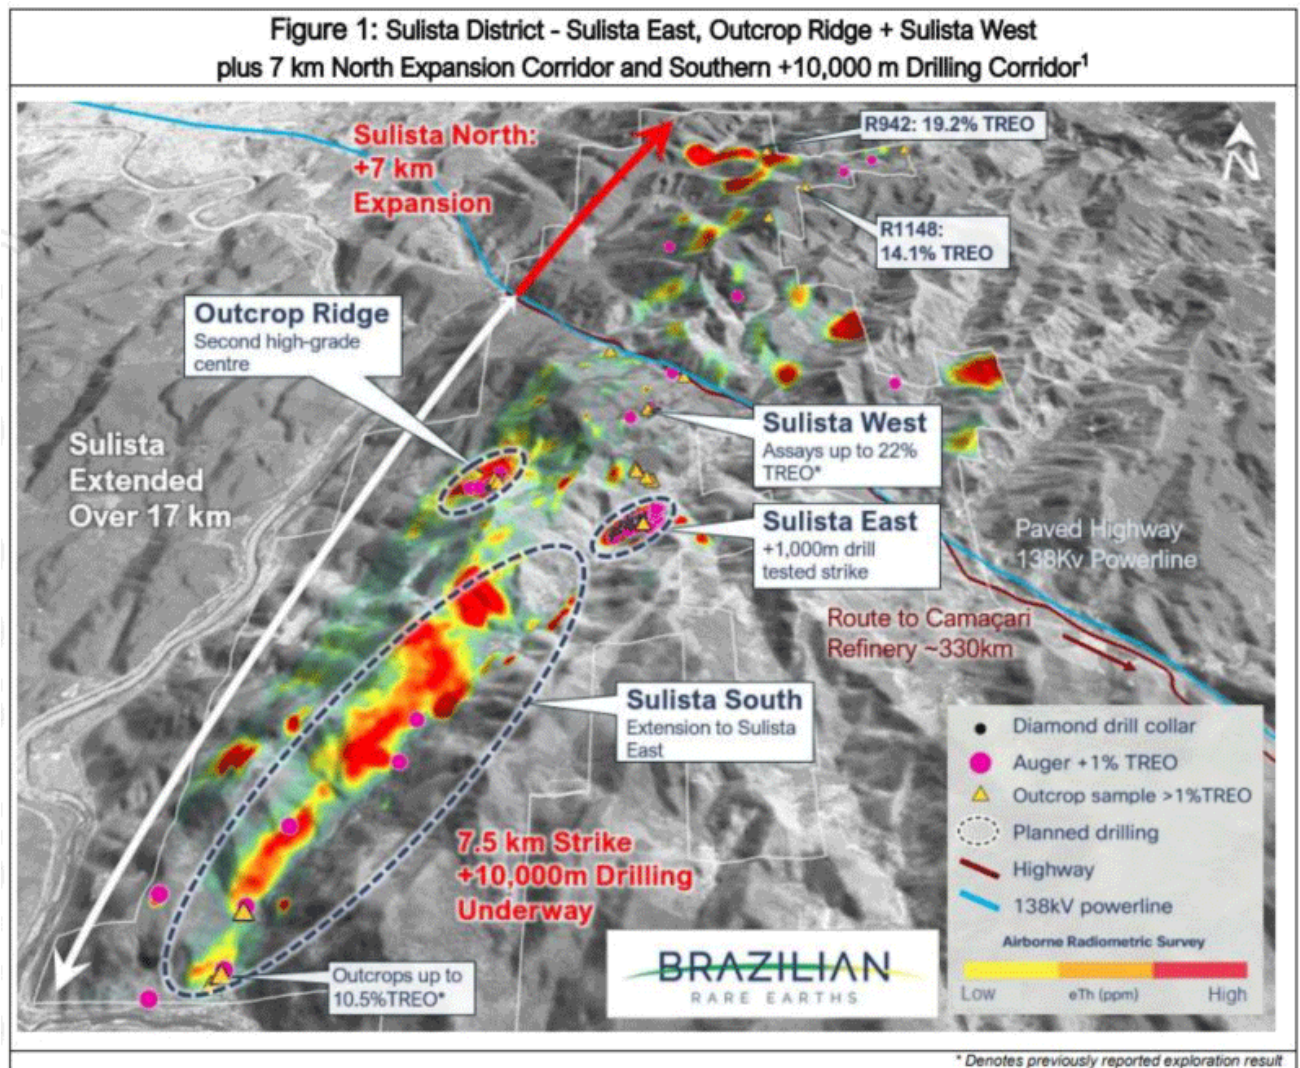 Figure 1: Sulista District - Sulista East, Outcrop Ridge + Sulista West
plus 7 km North Expansion Corridor and Southern +10,000 m Drilling Corridor1
Sulista North:
+7 km
Expansion
R942: 19.2% TREO
N
R1148:
14.1% TREO
Outcrop Ridge
Second high-grade
centre
Sulista
Extended
Over 17 km
Sulista West
Assays up to 22%
TREO*
Sulista East
+1,000m drill
tested strike
Paved Highway
138Kv Powerline
Route to Camaçari
Refinery ~330km
Sulista South
Extension to Sulista
East
7.5 km Strike
+10,000m Drilling
Underway
Outcrops up to
10.5%TREO*
Diamond drill collar
Auger +1% TREO
Outcrop sample >1%TREO
Planned drilling
Highway
138kV powerline
Airborne Radiometric Survey
Low eTh (ppm) High
BRAZILIAN
RARE EARTHS
* Denotes previously reported exploration result